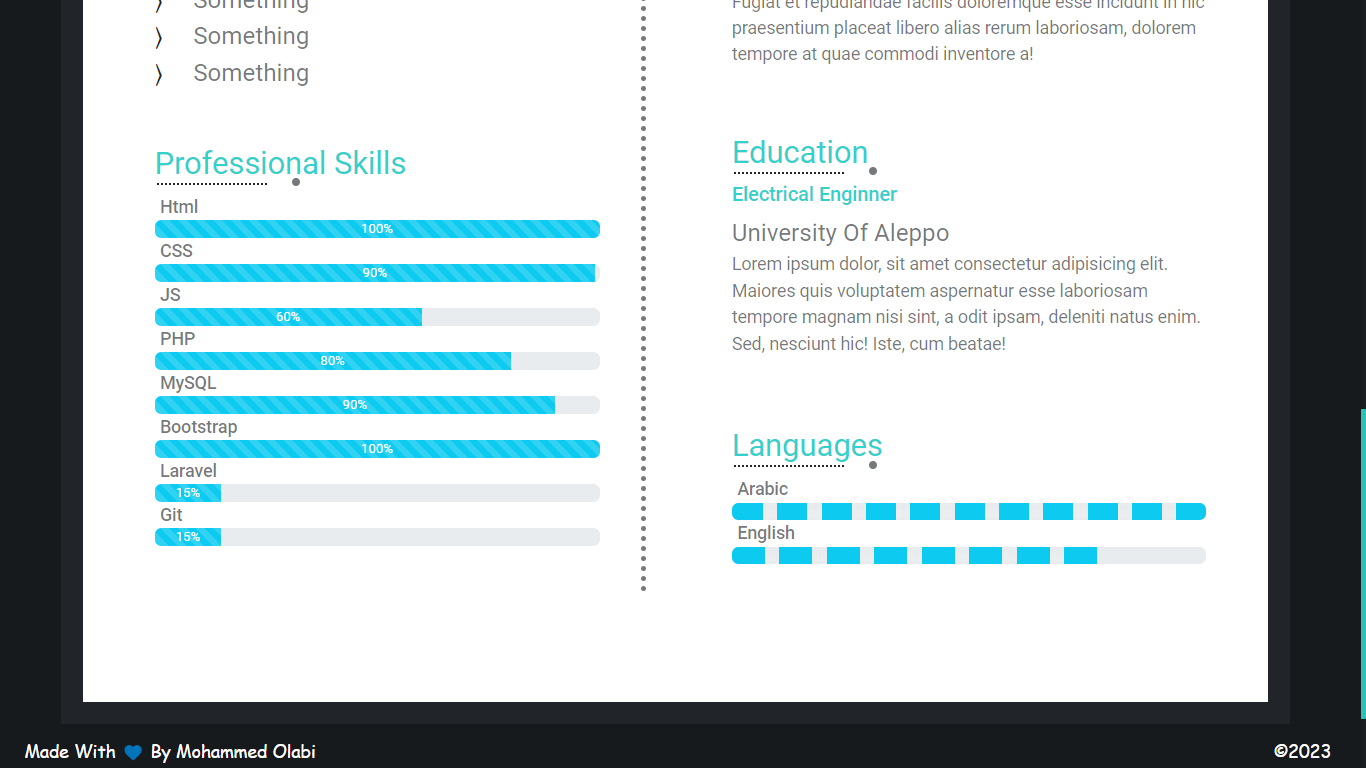 Something
Something
Something
Professional Skills
Html
100%
CSS
90%
JS
60%
PHP
80%
MySQL
90%
Bootstrap
100%
Laravel
15%
Git
15%
Fugiat et repudiandae facilis doloremque esse incidunt in hic
praesentium placeat libero alias rerum laboriosam, dolorem
tempore at quae commodi inventore a!
Education
Electrical Enginner
University Of Aleppo
Lorem ipsum dolor, sit amet consectetur adipisicing elit.
Maiores quis voluptatem aspernatur esse laboriosam
tempore magnam nisi sint, a odit ipsam, deleniti natus enim.
Sed, nesciunt hic! Iste, cum beatae!
Languages
Arabic
English
Made With 💙 By Mohammed Olabi
©2023